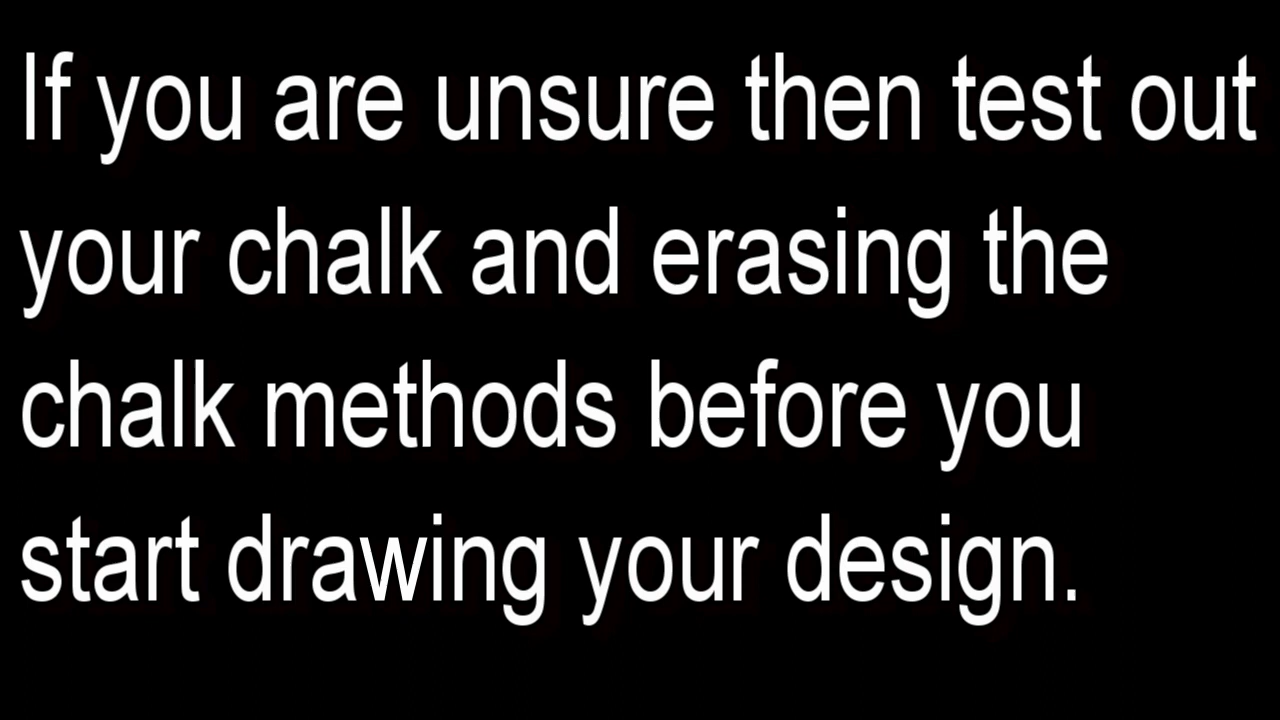 If you are unsure then test out
your chalk and erasing the
chalk methods before you
start drawing your design.